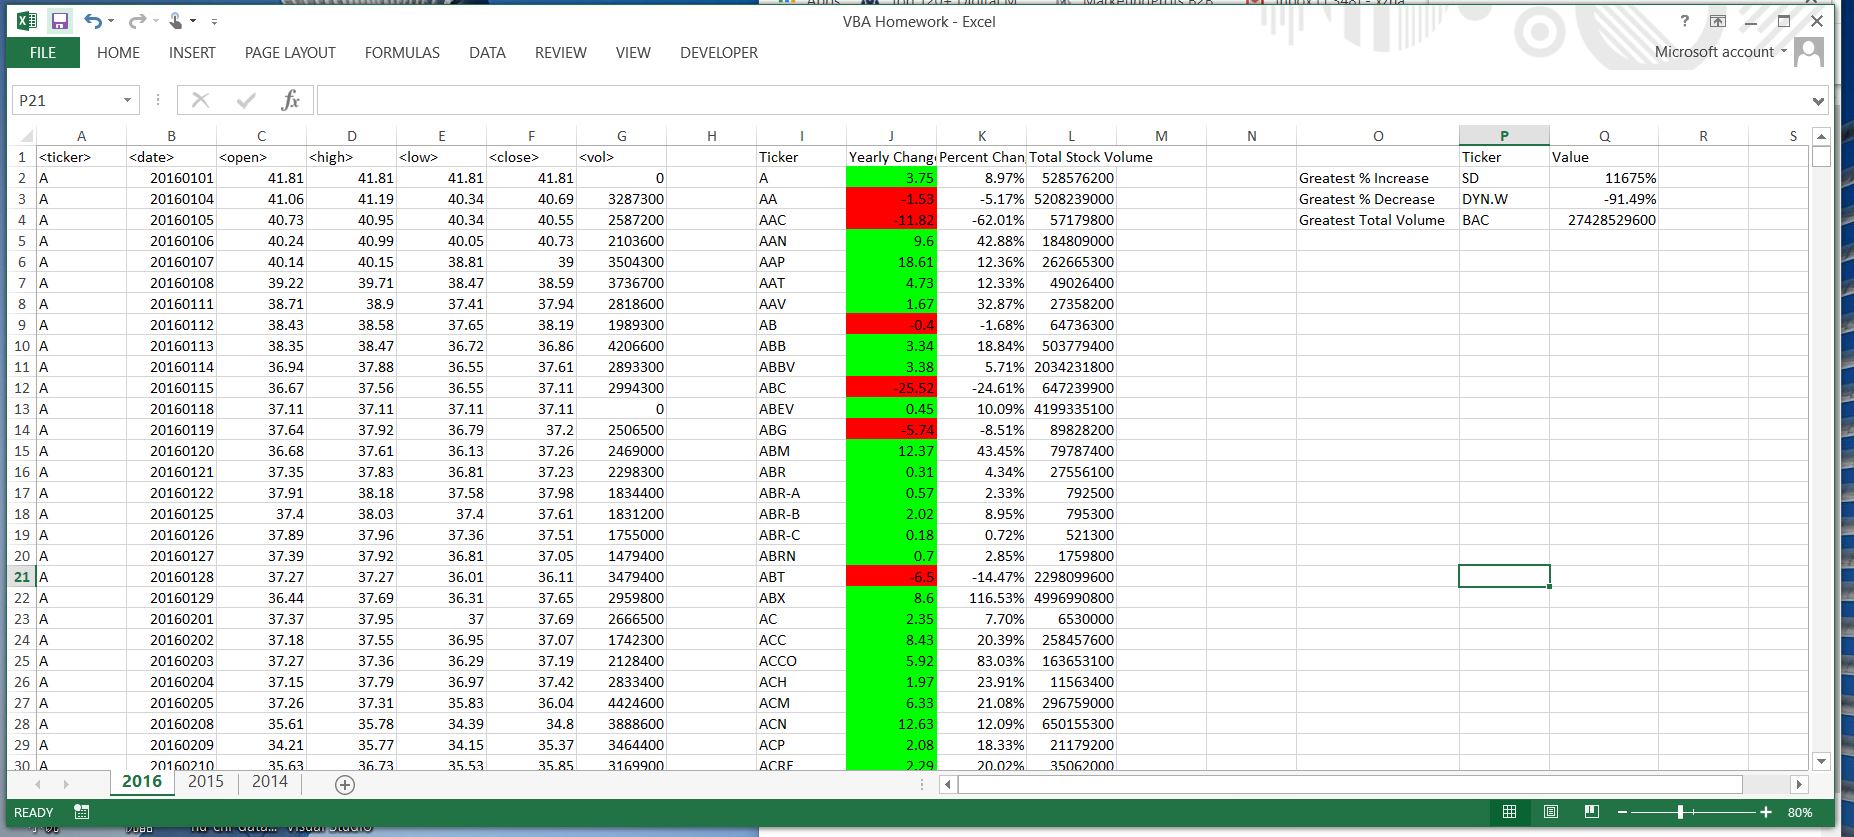 VBA Homework - Excel
FILE HOME INSERT PAGE LAYOUT FORMULAS DATA REVIEW VIEW DEVELOPER Microsoft account
P21 fx
A B C D E F G H I J K L M N O P Q R S
1 <ticker> <date> <open> <high> <low> <close> <vol> Ticker Yearly Chang Percent Chan Total Stock Volume Ticker Value
2 A 20160101 41.81 41.81 41.81 41.81 0 A 3.75 8.97% 528576200 Greatest % Increase SD 11675%
3 A 20160104 41.06 41.19 40.34 40.69 3287300 AA -1.53 -5.17% 5208239000 Greatest % Decrease DYN.W -91.49%
4 A 20160105 40.73 40.95 40.34 40.55 2587200 AAC -11.82 -62.01% 57179800 Greatest Total Volume BAC 27428529600
5 A 20160106 40.24 40.99 40.05 40.73 2103600 AAN 9.6 42.88% 184809000
6 A 20160107 40.14 40.15 38.81 39 3504300 AAP 18.61 12.36% 262665300
7 A 20160108 39.22 39.71 38.47 38.59 3736700 AAT 4.73 12.33% 49026400
8 A 20160111 38.71 38.9 37.41 37.94 2818600 AAV 1.67 32.87% 27358200
9 A 20160112 38.43 38.58 37.65 38.19 1989300 AB -0.4 -1.68% 64736300
10 A 20160113 38.35 38.47 36.72 36.86 4206600 ABB 3.34 18.84% 503779400
11 A 20160114 36.94 37.88 36.55 37.61 2893300 ABBV 3.38 5.71% 2034231800
12 A 20160115 36.67 37.56 36.55 37.11 2994300 ABC -25.52 -24.61% 647239900
13 A 20160118 37.11 37.11 37.11 37.11 0 ABEV 0.45 10.09% 4199335100
14 A 20160119 37.64 37.92 36.79 37.2 2506500 ABG -5.74 -8.51% 89828200
15 A 20160120 36.68 37.61 36.13 37.26 2469000 ABM 12.37 43.45% 79787400
16 A 20160121 37.35 37.83 36.81 37.23 2298300 ABR 0.31 4.34% 27556100
17 A 20160122 37.91 38.18 37.58 37.98 1834400 ABR-A 0.57 2.33% 792500
18 A 20160125 37.4 38.03 37.4 37.61 1831200 ABR-B 2.02 8.95% 795300
19 A 20160126 37.89 37.96 37.36 37.51 1755000 ABR-C 0.18 0.72% 521300
20 A 20160127 37.39 37.92 36.81 37.05 1479400 ABRN 0.7 2.85% 1759800
21 A 20160128 37.27 37.27 36.01 36.11 3479400 ABT -6.5 -14.47% 2298099600
22 A 20160129 36.44 37.69 36.31 37.65 2959800 ABX 8.6 116.53% 4996990800
23 A 20160201 37.37 37.95 37 37.69 2666500 AC 2.35 7.70% 6530000
24 A 20160202 37.18 37.55 36.95 37.07 1742300 ACC 8.43 20.39% 258457600
25 A 20160203 37.27 37.36 36.29 37.19 2128400 ACCO 5.92 83.03% 163653100
26 A 20160204 37.15 37.79 36.97 37.42 2833400 ACH 1.97 23.91% 11563400
27 A 20160205 37.26 37.31 35.83 36.04 4424600 ACM 6.33 21.08% 296759000
28 A 20160208 35.61 35.78 34.39 34.8 3888600 ACN 12.63 12.09% 650155300
29 A 20160209 34.21 35.77 34.15 35.37 3464400 ACP 2.08 18.33% 21179200
30 A 20160210 35.63 36.73 35.53 35.85 3169900 ACRE 2.29 20.02% 35062000
2016 2015 2014
READY 80%